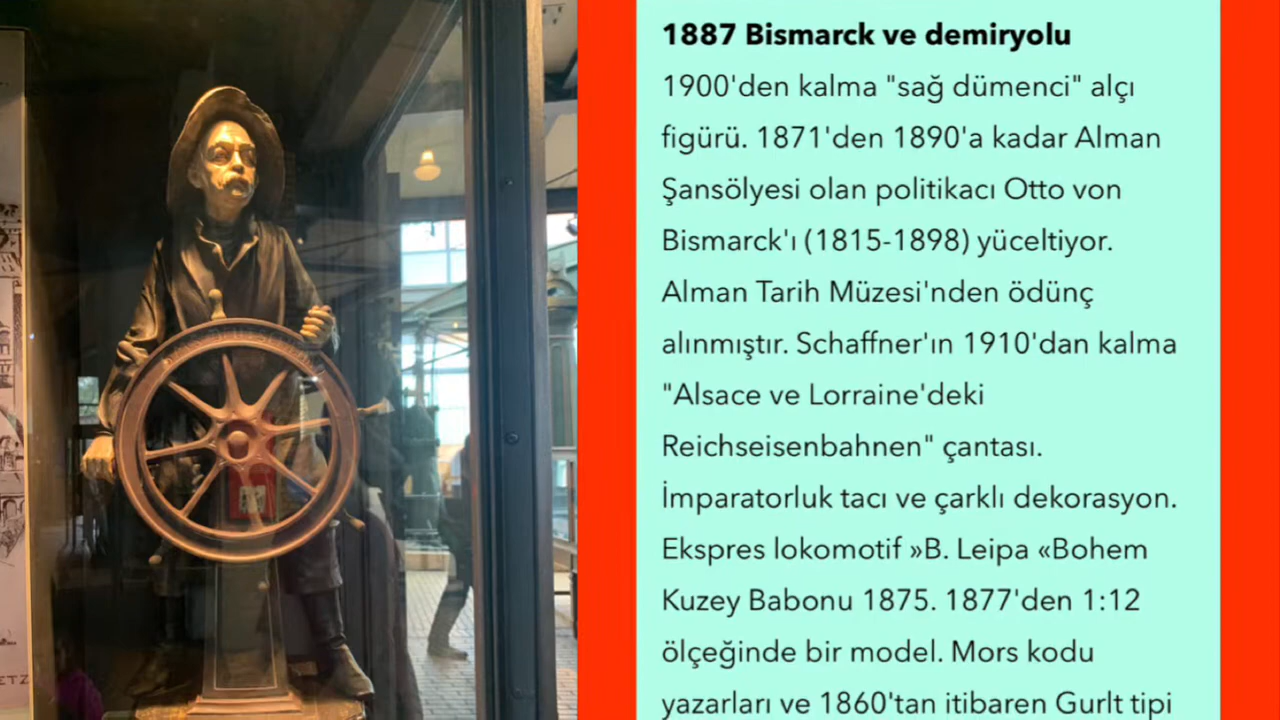 1887 Bismarck ve demiryolu
1900'den kalma "sağ dümenci" alçı
figürü. 1871'den 1890'a kadar Alman
Şansölyesi olan politikacı Otto von
Bismarck'ı (1815-1898) yüceltiyor.
Alman Tarih Müzesi'nden ödünç
alınmıştır. Schaffner'ın 1910'dan kalma
"Alsace ve Lorraine'deki
Reichseisenbahnen" çantası.
İmparatorluk tacı ve çarklı dekorasyon.
Ekspres lokomotif »B. Leipa «Bohem
Kuzey Babonu 1875. 1877'den 1:12
ölçeğinde bir model. Mors kodu
yazarları ve 1860'tan itibaren Gurlt tipi